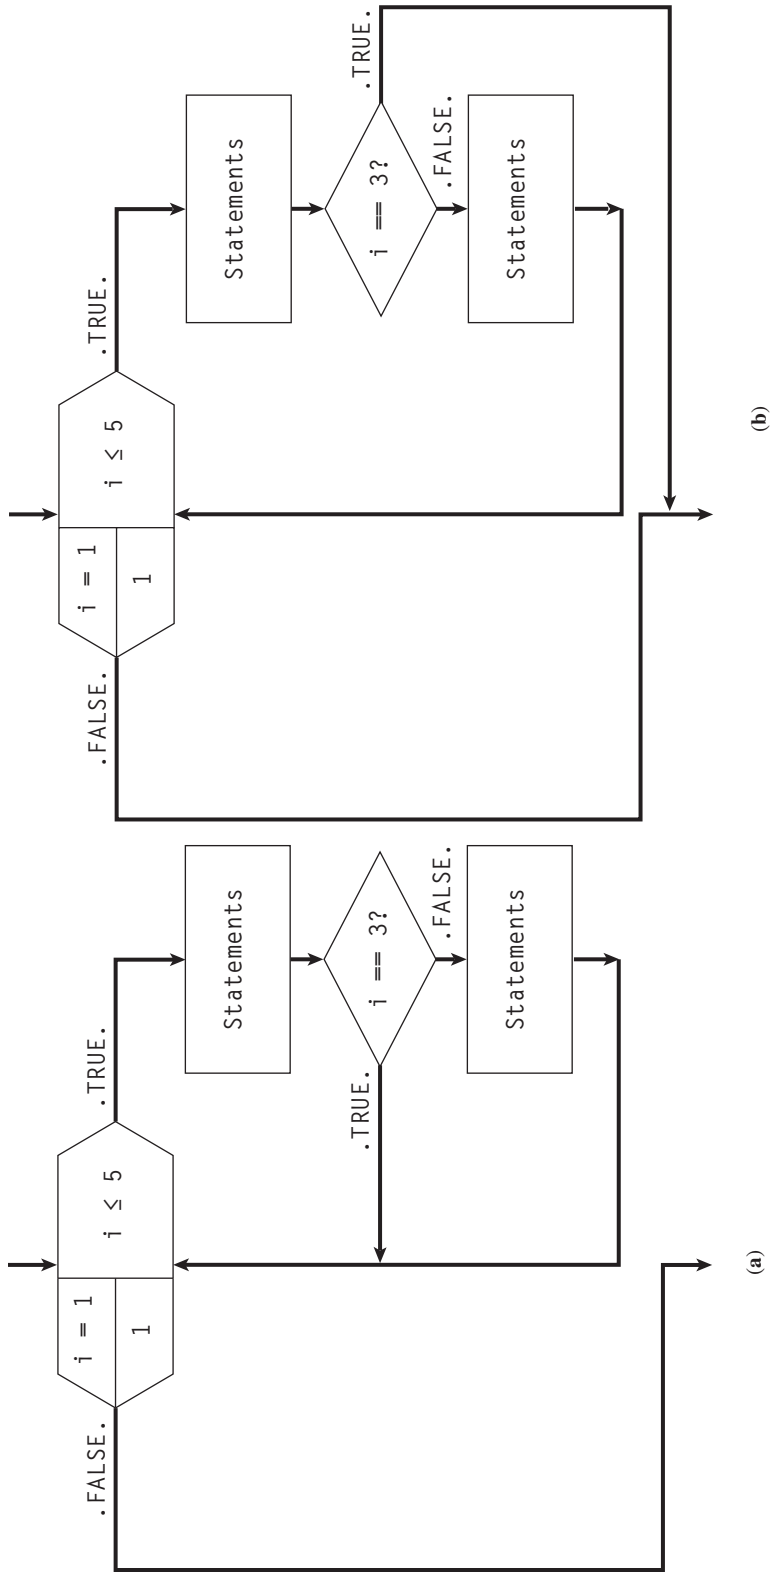 i = 1
1
i ≤ 5
.FALSE.
.TRUE.
Statements
i == 3?
.TRUE.
.FALSE.
Statements
(a)
i = 1
1
i ≤ 5
.FALSE.
.TRUE.
Statements
i == 3?
.TRUE.
.FALSE.
Statements
(b)